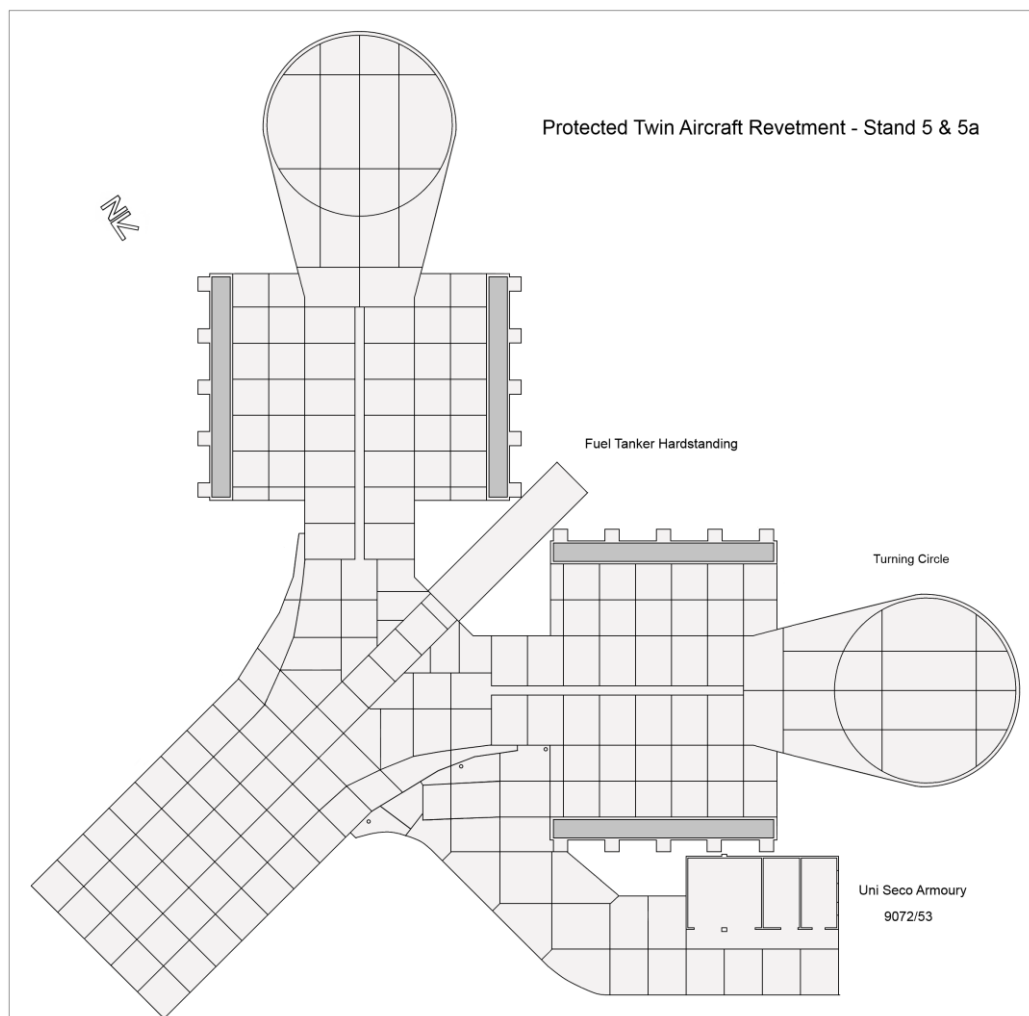 Protected Twin Aircraft Revetment - Stand 5 & 5a
N
Fuel Tanker Hardstanding
Turning Circle
Uni Seco Armoury
9072/53